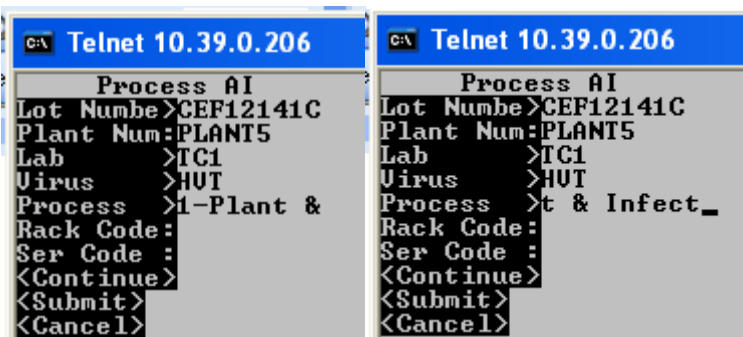 Telnet 10.39.0.206
Process AI
Lot Numbe>CEF12141C
Plant Num:PLANT5
Lab      >TC1
Virus    >HVT
Process  >1-Plant &
Rack Code:
Ser Code :
<Continue>
<Submit>
<Cancel>
Telnet 10.39.0.206
Process AI
Lot Numbe>CEF12141C
Plant Num:PLANT5
Lab      >TC1
Virus    >HVT
Process  >t & Infect_
Rack Code:
Ser Code :
<Continue>
<Submit>
<Cancel>